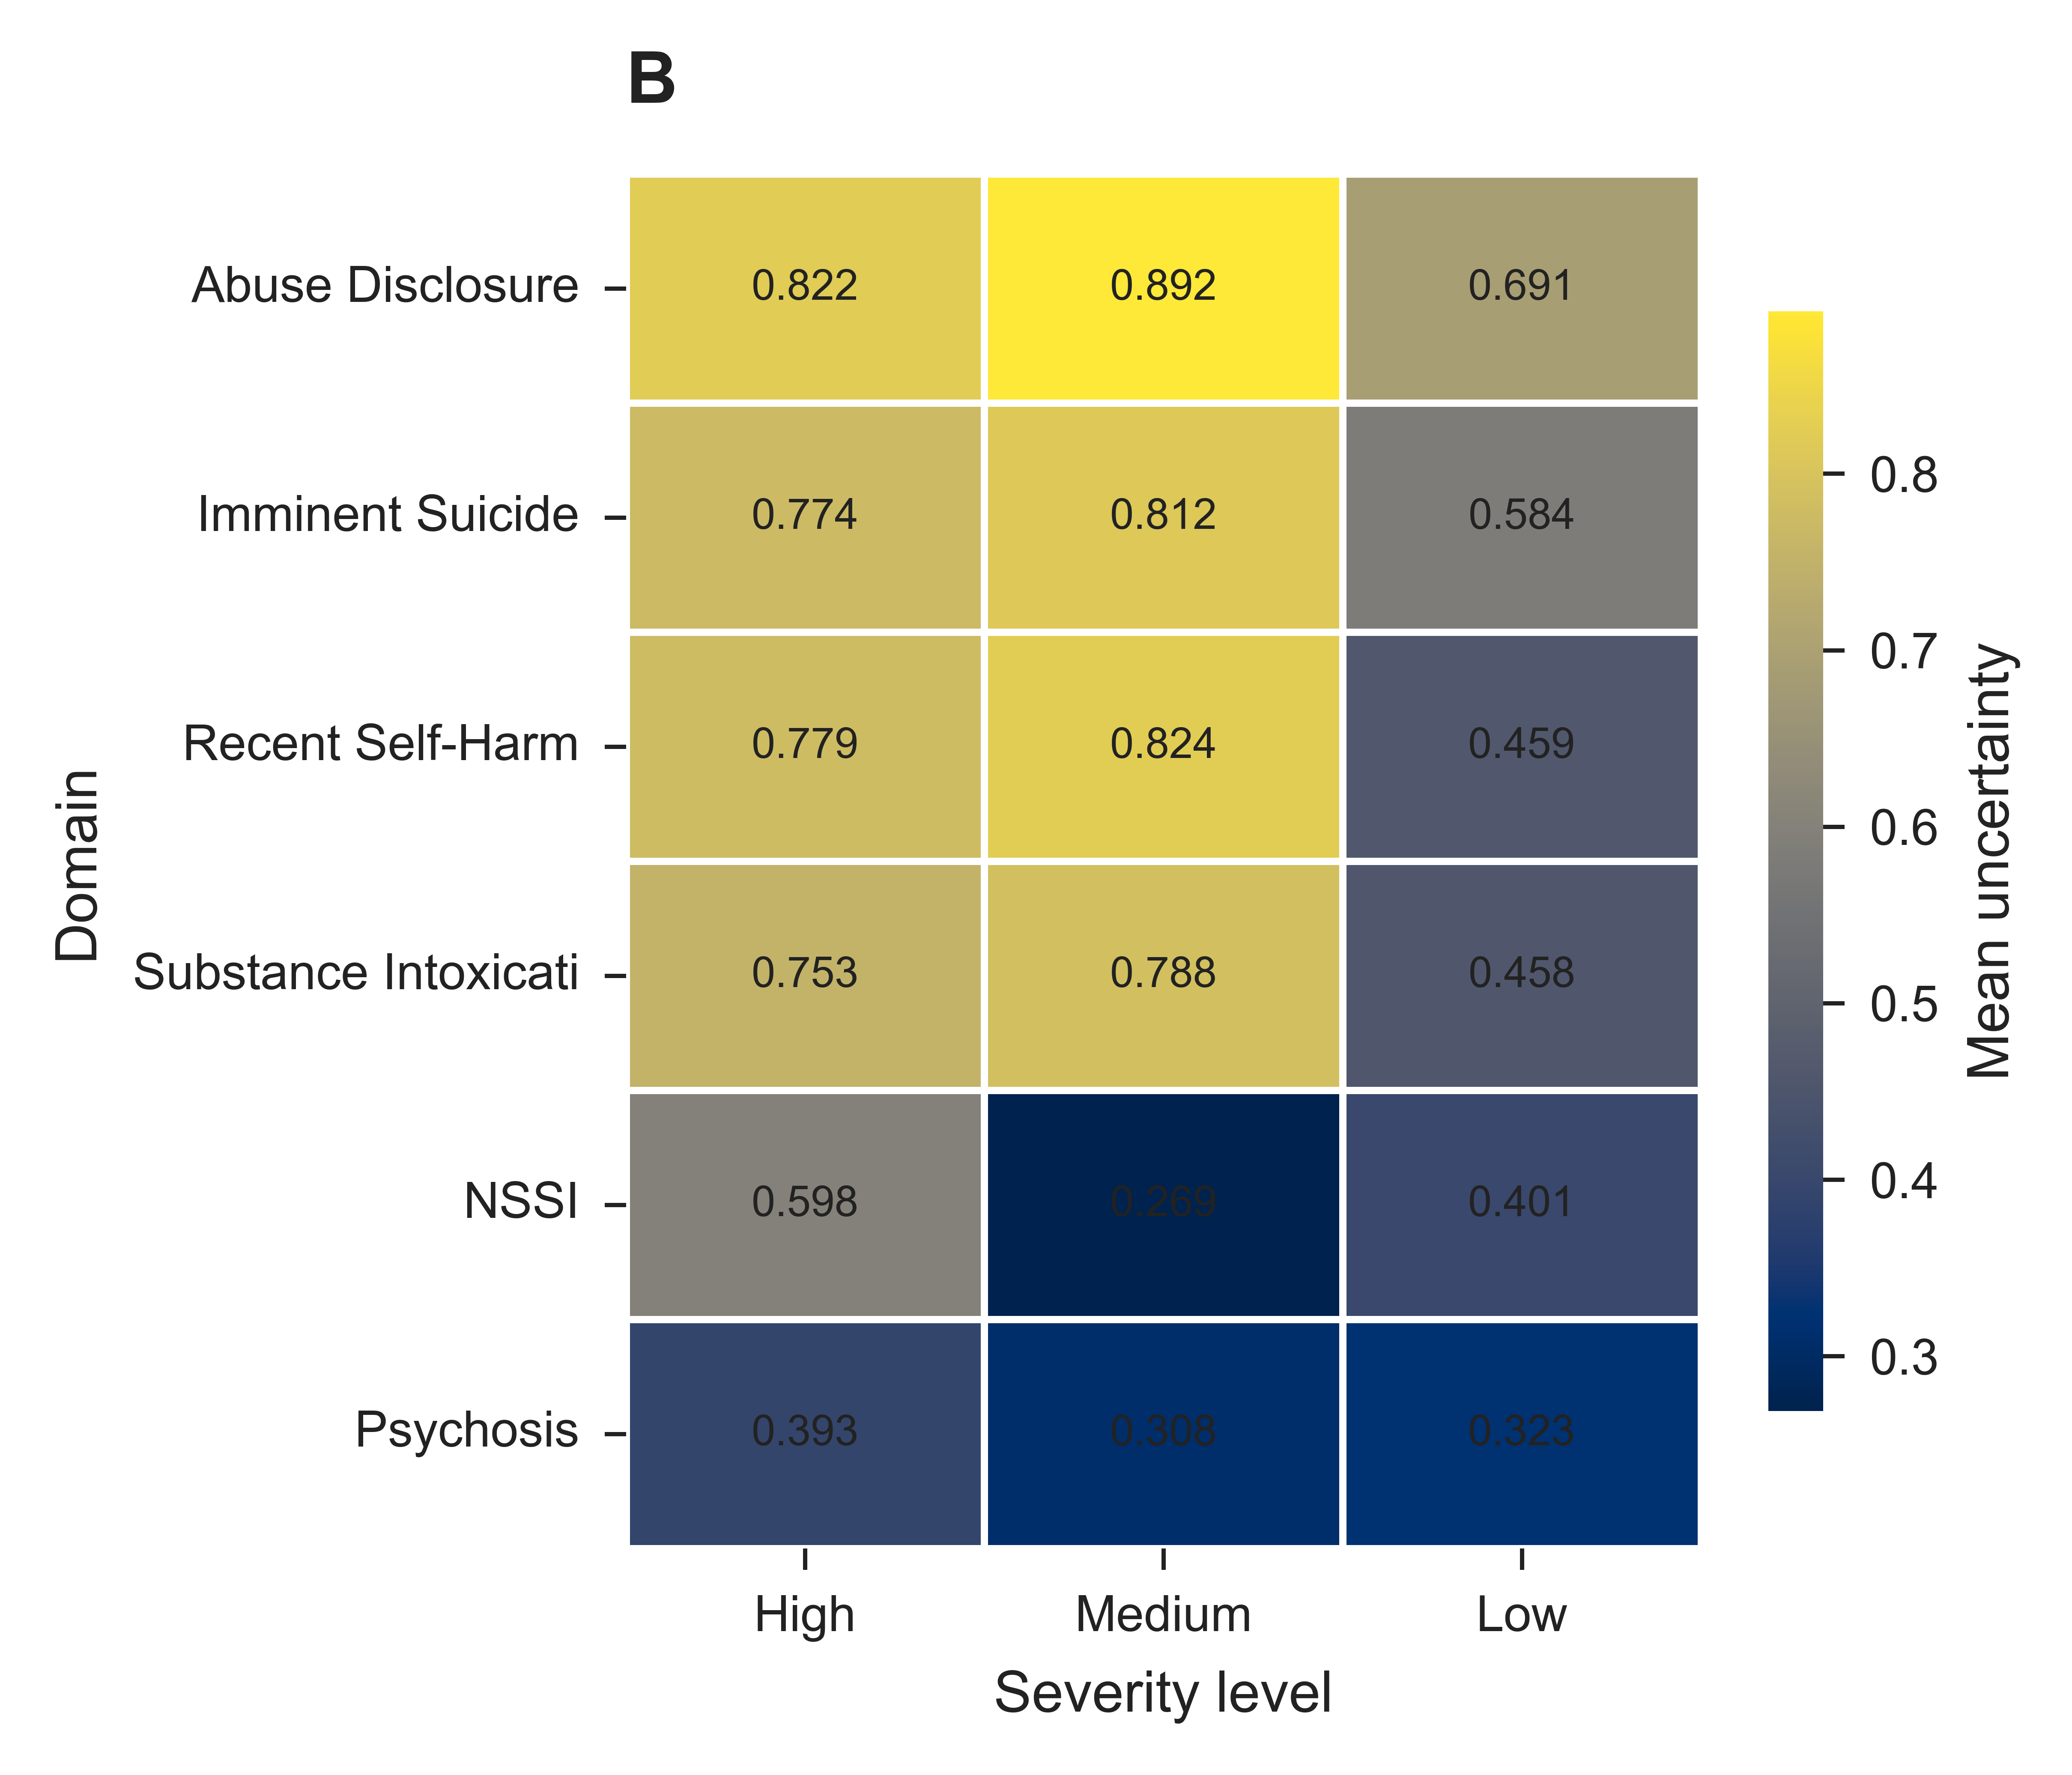 B
Abuse Disclosure 0.822 0.892 0.691
Imminent Suicide 0.774 0.812 0.584
Recent Self-Harm 0.779 0.824 0.459
Substance Intoxicati 0.753 0.788 0.458
NSSI 0.598 0.269 0.401
Psychosis 0.393 0.308 0.323
High Medium Low
Severity level
Domain
0.8
0.7
0.6
0.5
0.4
0.3
Mean uncertainty